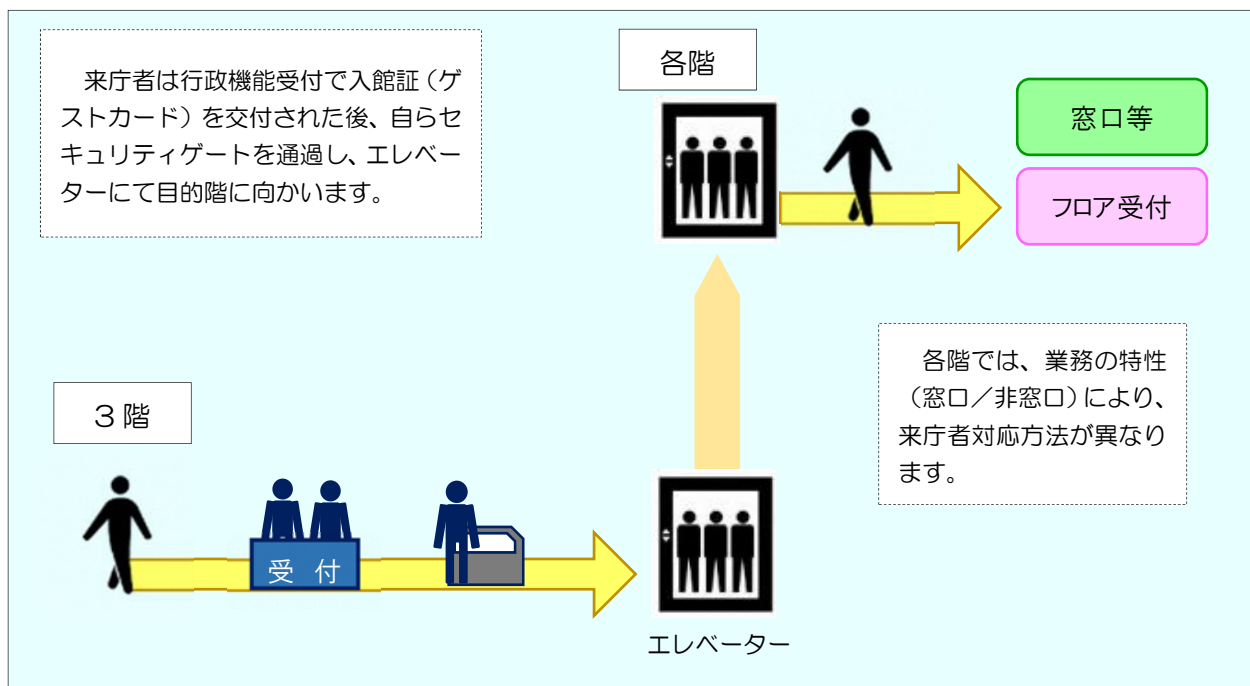 来庁者は行政機能受付で入館証（ゲ
ストカード）を交付された後、自らセ
キュリティゲートを通過し、エレベー
ターにて目的階に向かいます。
各階
窓口等
フロア受付
各階では、業務の特性
（窓口／非窓口）により、
来庁者対応方法が異なり
ます。
３階
受 付
エレベーター